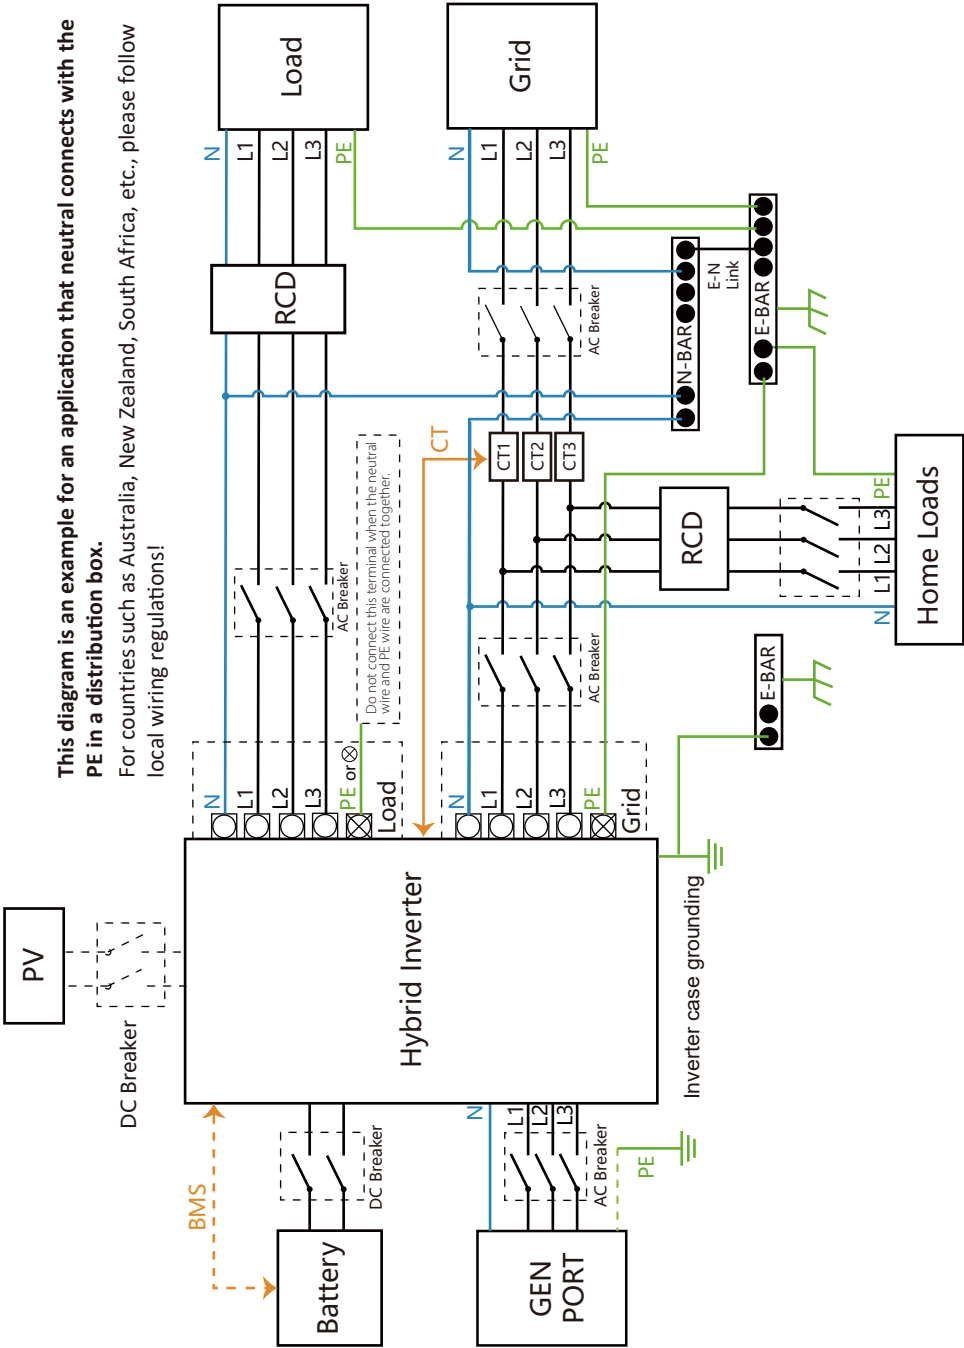 This diagram is an example for an application that neutral connects with the
PE in a distribution box.
For countries such as Australia, New Zealand, South Africa, etc., please follow
local wiring regulations!
PV
DC Breaker
BMS
Battery
DC Breaker
GEN
PORT
N
L1
L2
L3
AC Breaker
PE
Hybrid Inverter
Inverter case grounding
N
L1
L2
L3
PE or
Load
AC Breaker
Do not connect this terminal when the neutral
wire and PE wire are connected together.
RCD
N
L1
L2
L3
PE
Load
CT
N
L1
L2
L3
PE
Grid
AC Breaker
CT1
CT2
CT3
AC Breaker
N
L1
L2
L3
PE
Grid
N-BAR
E-N
Link
E-BAR
RCD
E-BAR
N
L1
L2
L3
PE
Home Loads